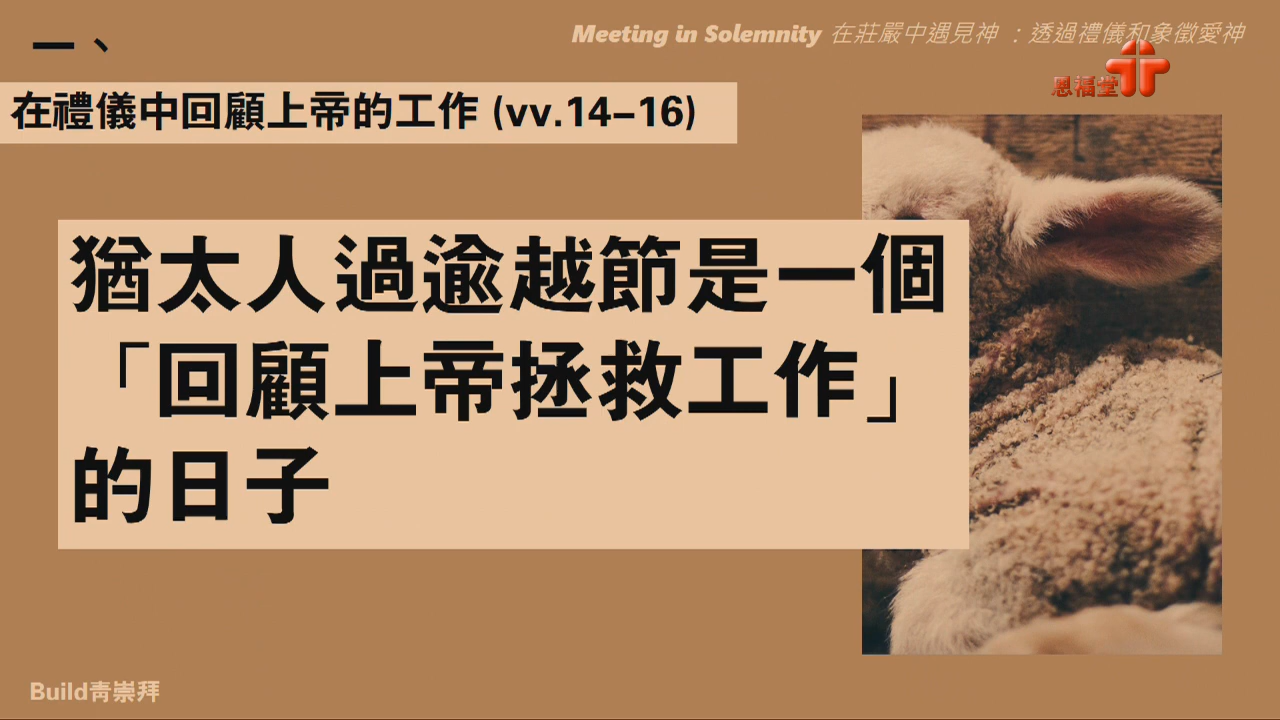 一、
Meeting in Solemnity 在莊嚴中遇見神 ：透過禮儀和象徵愛神
恩福堂
在禮儀中回顧上帝的工作 (vv.14–16)
猶太人過逾越節是一個
「回顧上帝拯救工作」
的日子
Build青崇拜